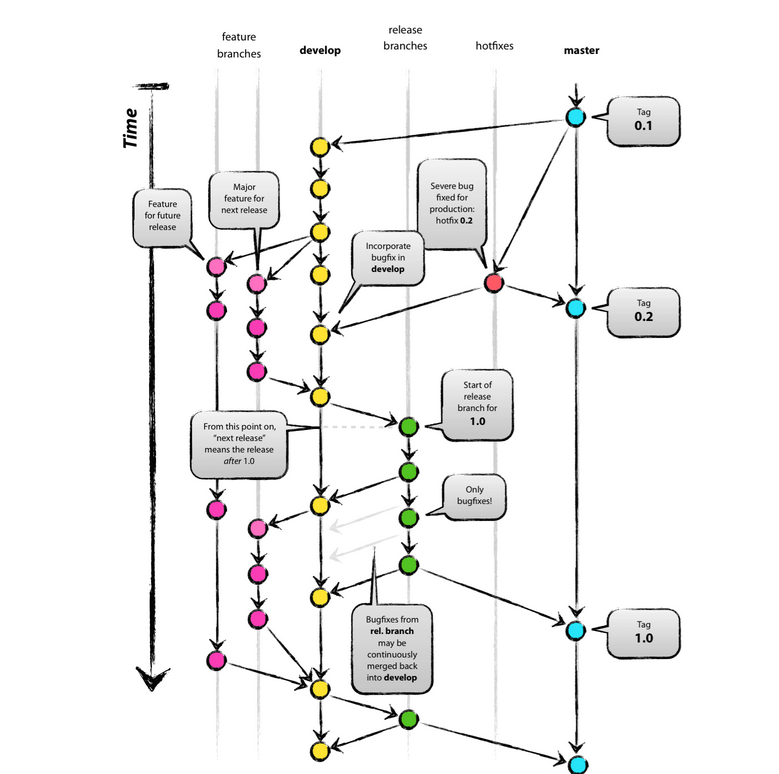 feature
branches
develop
release
branches
hotfixes
master
Time
Tag
0.1
Feature
for future
release
Major
feature for
next release
Severe bug
fixed for
production:
hotfix 0.2
Incorporate
bugfix in
develop
Tag
0.2
Start of
release
branch for
1.0
From this point on,
“next release”
means the release
after 1.0
Only
bugfixes!
Bugfixes from
rel. branch
may be
continuously
merged back
into develop
Tag
1.0